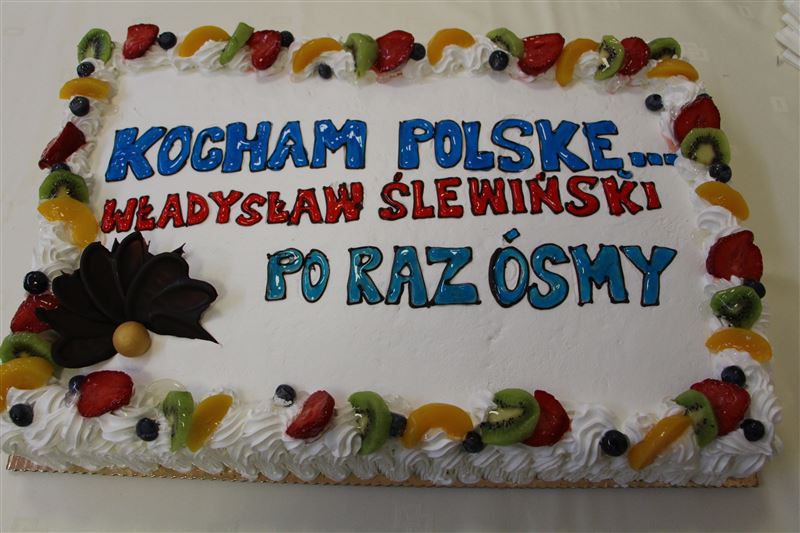 KOCHAM POLSKĘ...
WŁADYSŁAW ŚLEWIŃSKI
PO RAZ ÓSMY